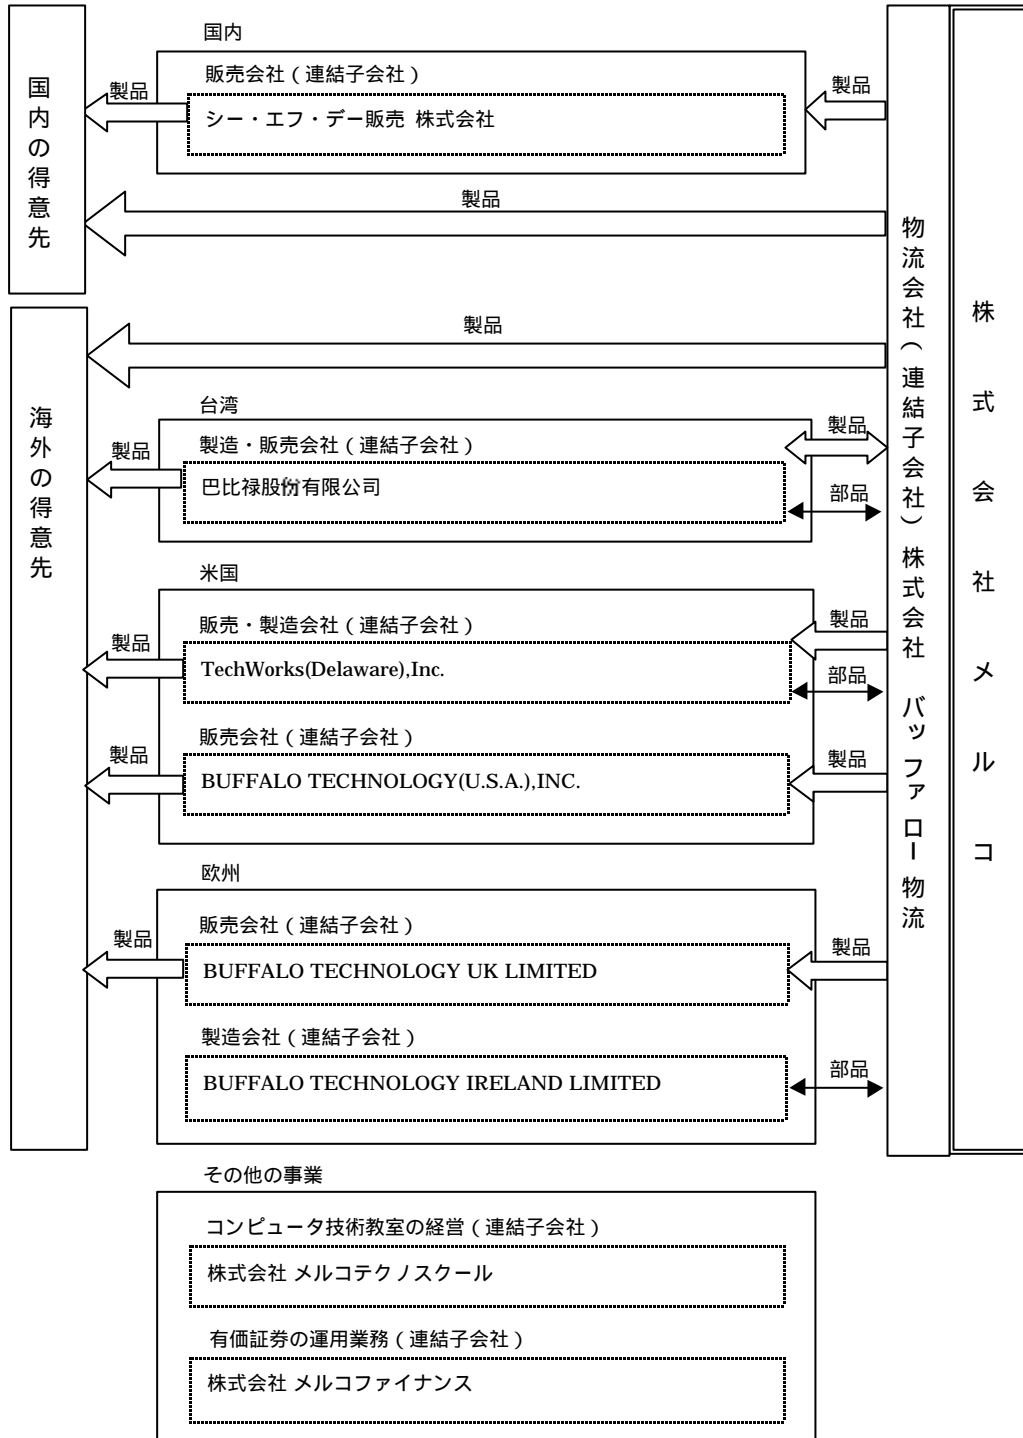 国内
販売会社（連結子会社）
シー・エフ・デー販売 株式会社
製品
製品
国内の得意先
製品
製品
海外の得意先
台湾
製造・販売会社（連結子会社）
巴比禄股份有限公司
製品
製品
部品
米国
販売・製造会社（連結子会社）
TechWorks(Delaware),Inc.
製品
製品
部品
販売会社（連結子会社）
BUFFALO TECHNOLOGY(U.S.A.),INC.
製品
製品
欧州
販売会社（連結子会社）
BUFFALO TECHNOLOGY UK LIMITED
製品
製品
製造会社（連結子会社）
BUFFALO TECHNOLOGY IRELAND LIMITED
部品
物流会社（連結子会社）株式会社 バッファロー物流
株式会社メルコ
その他の事業
コンピュータ技術教室の経営（連結子会社）
株式会社 メルコテクノスクール
有価証券の運用業務（連結子会社）
株式会社 メルコファイナンス